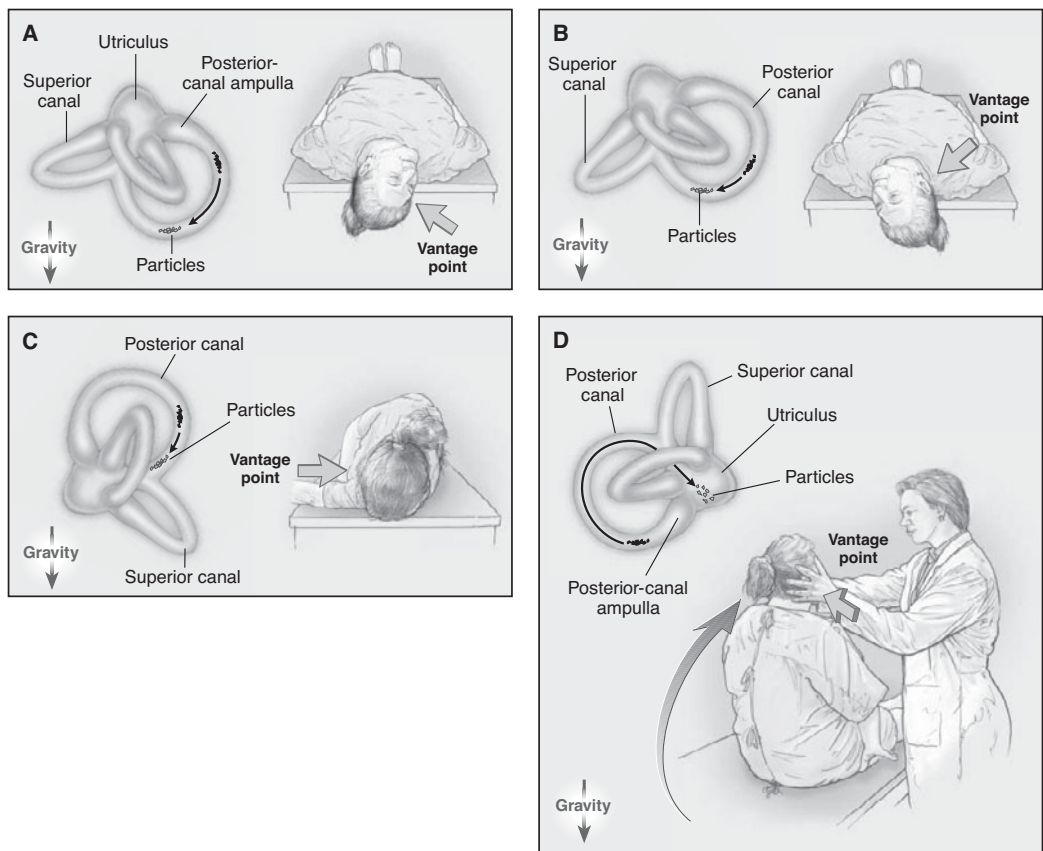 A
Utriculus
Posterior-
canal ampulla
Superior
canal
Gravity
Particles
Vantage
point
B
Superior
canal
Posterior
canal
Vantage
point
Gravity
Particles
C
Posterior canal
Particles
Vantage
point
Gravity
Superior canal
D
Posterior
canal
Superior canal
Utriculus
Particles
Vantage
point
Posterior-canal
ampulla
Gravity